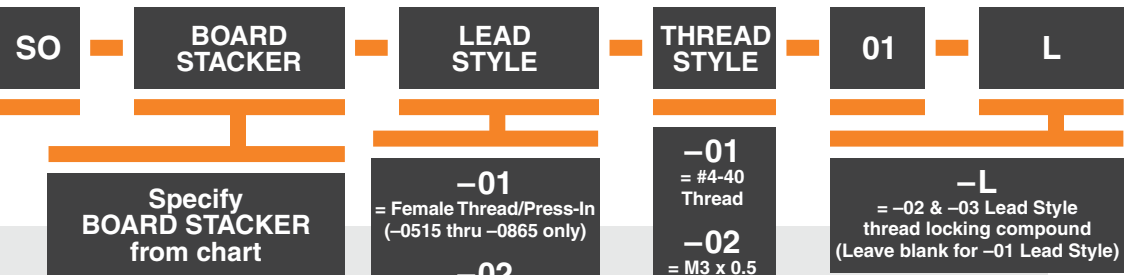 SO
BOARD
STACKER
LEAD
STYLE
THREAD
STYLE
01
L
Specify
BOARD STACKER
from chart
–01
= Female Thread/Press-In
(–0515 thru –0865 only)
–02
–01
= #4-40
Thread
–02
= M3 x 0.5
–L
= –02 & –03 Lead Style
thread locking compound
(Leave blank for –01 Lead Style)